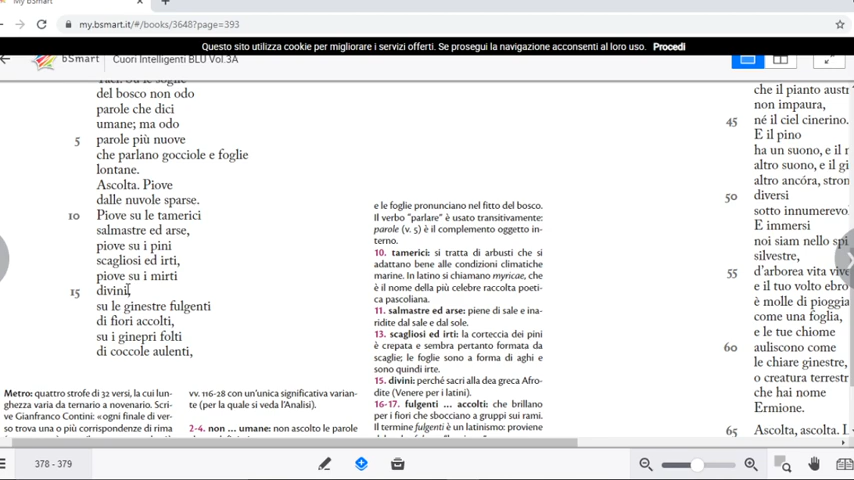 My bSmart
my.bsmart.it/#/books/3648?page=393
Questo sito utilizza cookie per migliorare i servizi offerti. Se prosegui la navigazione acconsenti al loro uso. Procedi
bSmart Cuori Intelligenti BLU Vol.3A
Taci. Su le soglie
del bosco non odo
parole che dici
umane; ma odo
5 parole più nuove
che parlano gocciole e foglie
lontane.
Ascolta. Piove
dalle nuvole sparse.
10 Piove su le tamerici
salmastre ed arse,
piove su i pini
scagliosi ed irti,
piove su i mirti
15 divini,
su le ginestre fulgenti
di fiori accolti,
su i ginepri folti
di coccole aulenti,
Metro: quattro strofe di 32 versi, la cui lun-
ghezza varia da ternario a novenario. Scri-
ve Gianfranco Contini: «ogni finale di ver-
so trova una o più corrispondenze di rima
vv. 116-28 con un'unica significativa varian-
te (per la quale si veda l'Analisi).
2-4. non ... umane: non ascolto le parole
e le foglie pronunciano nel fitto del bosco.
Il verbo "parlare" è usato transitivamente:
parole (v. 5) è il complemento oggetto in-
terno.
10. tamerici: si tratta di arbusti che si
adattano bene alle condizioni climatiche
marine. In latino si chiamano myricae, che
è il nome della più celebre raccolta poeti-
ca pascoliana.
11. salmastre ed arse: piene di sale e ina-
ridite dal sale e dal sole.
13. scagliosi ed irti: la corteccia dei pini
è crepata e sembra pertanto formata da
scaglie; le foglie sono a forma di aghi e
sono quindi irte.
15. divini: perché sacri alla dea greca Afro-
dite (Venere per i latini).
16-17. fulgenti ... accolti: che brillano
per i fiori che sbocciano a gruppi sui rami.
Il termine fulgenti è un latinismo: proviene
che il pianto austr
45 non impaura,
né il ciel cinerino.
E il pino
ha un suono, e il
altro suono, e il gi
50 altro ancóra, stron
diversi
sotto innumerevol
E immersi
noi siam nello spi
silvestre,
55 d'arborea vita vive
e il tuo volto ebro
è molle di pioggia
come una foglia,
e le tue chiome
60 auliscono come
le chiare ginestre,
o creatura terrestr
che hai nome
Ermione.
65 Ascolta, ascolta. L
378 - 379